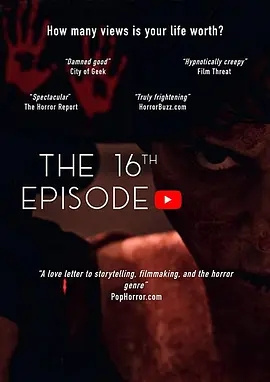 How many views is your life worth?
"Damned good"
City of Geek
"Hypnotically creepy"
Film Threat
"Spectacular"
The Horror Report
"Truly frightening"
HorrorBuzz.com
THE 16TH
EPISODE
"A love letter to storytelling, filmmaking, and the horror
genre"
PopHorror.com